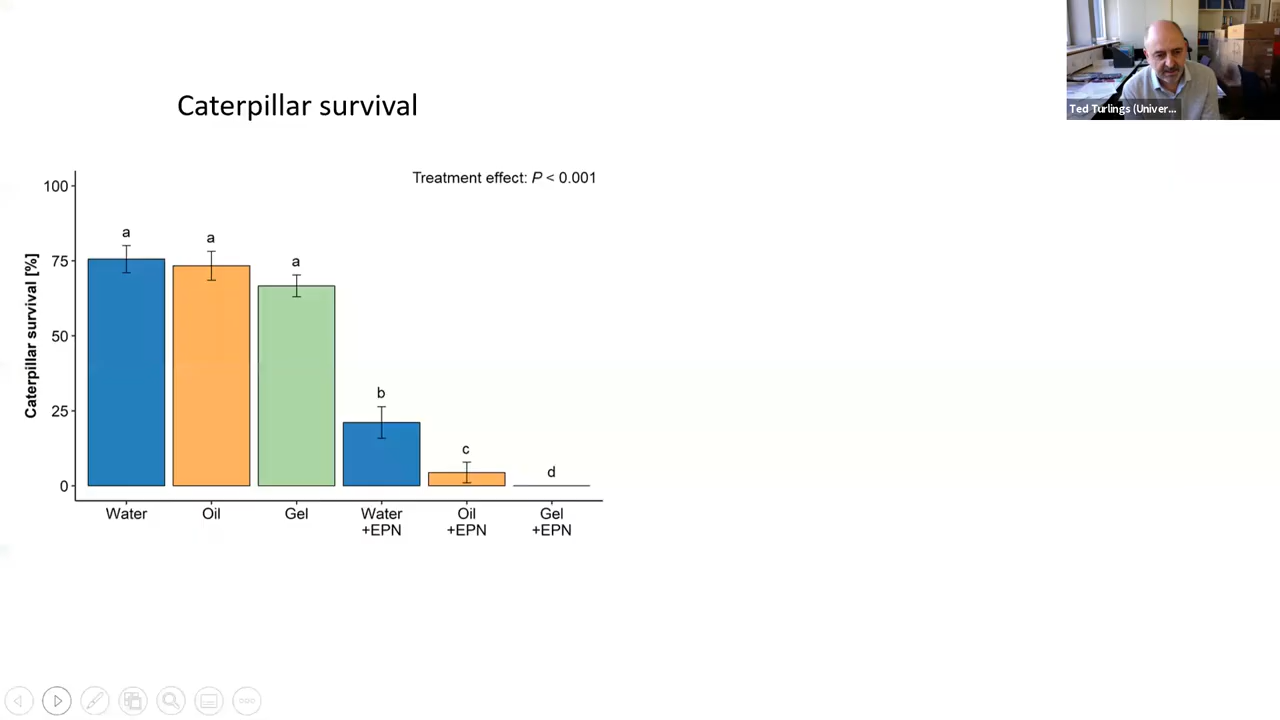 Ted Turlings (Univer...
Caterpillar survival
Treatment effect: P < 0.001
Caterpillar survival [%]
100
75
50
25
0
a
a
a
b
c
d
Water
Oil
Gel
Water
+EPN
Oil
+EPN
Gel
+EPN